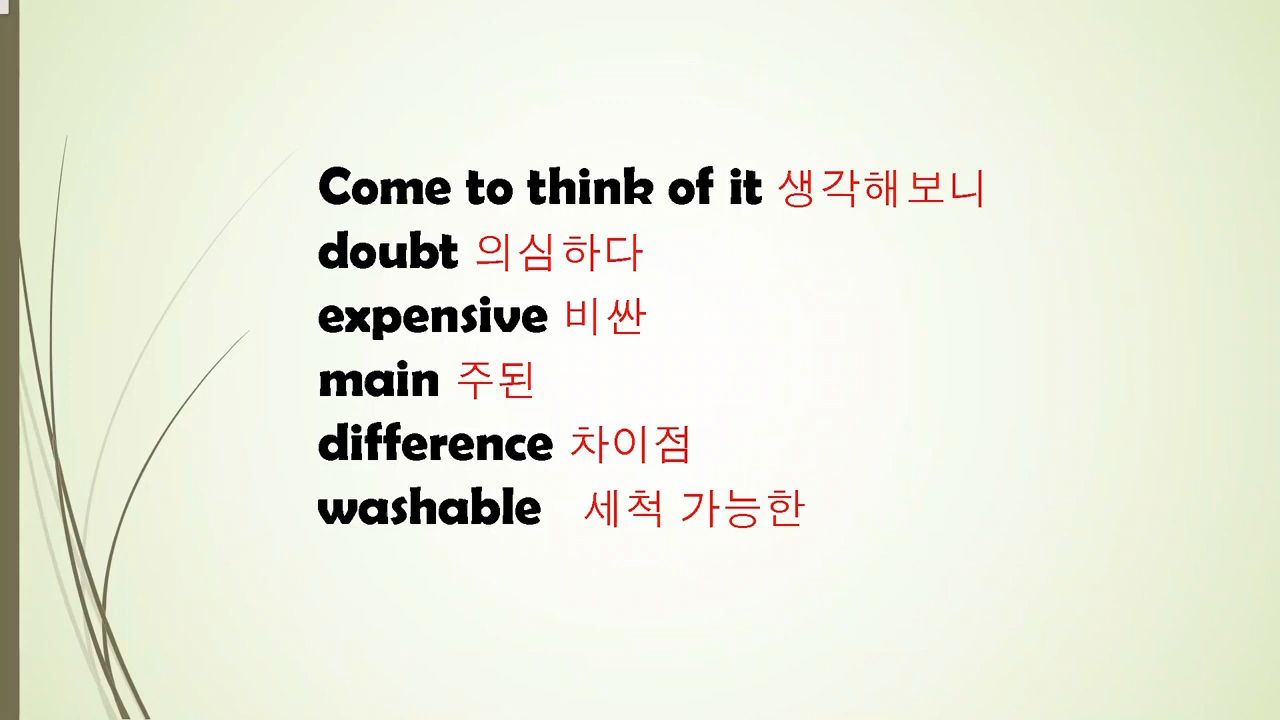 Come to think of it 생각해보니
doubt 의심하다
expensive 비싼
main 주된
difference 차이점
washable 세척 가능한